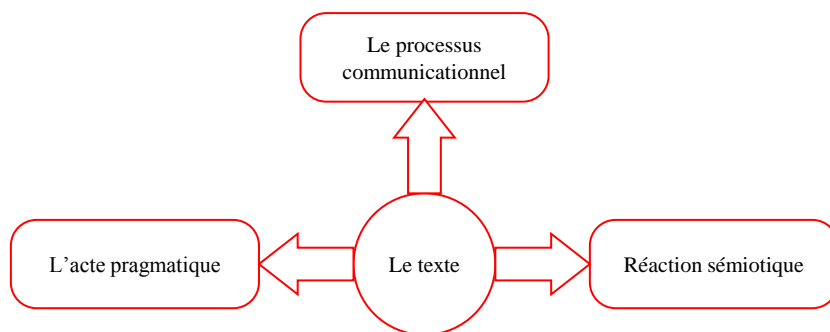 Le processus
communicationnel
L’acte pragmatique
Le texte
Réaction sémiotique